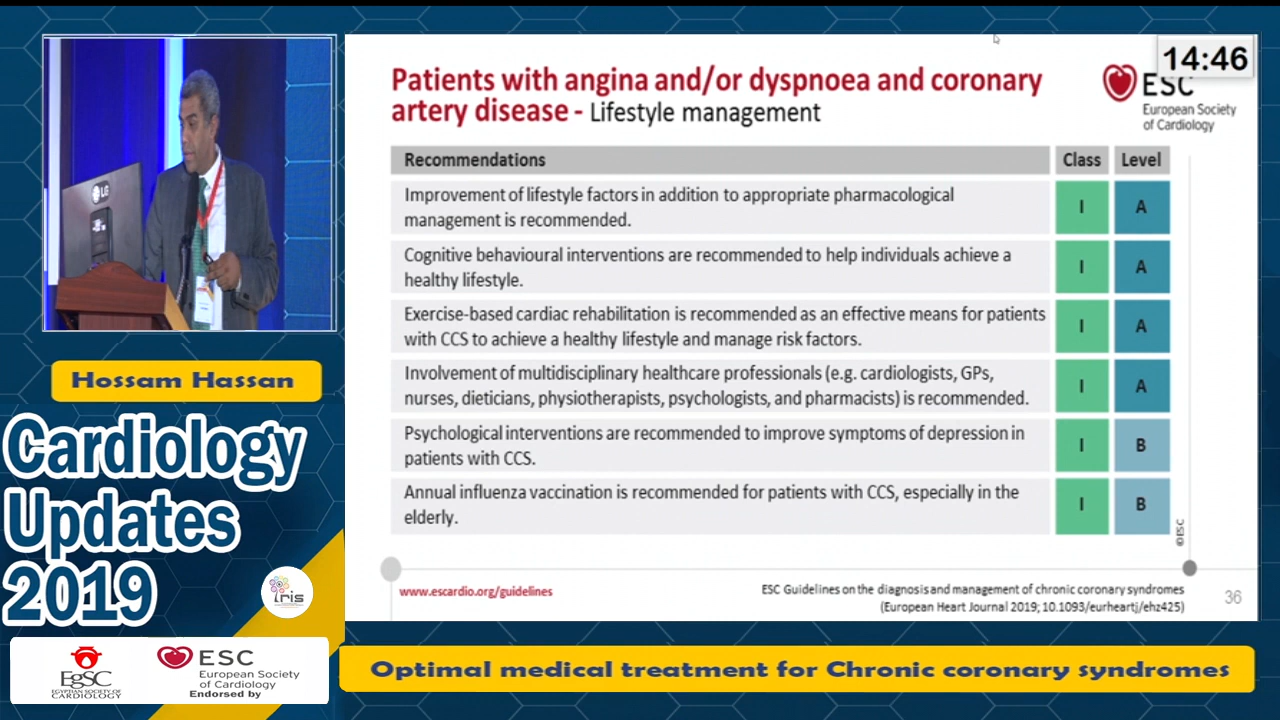 LG
Hossam Hassan
Cardiology
Updates
2019
iris
EgSC
EGYPTIAN SOCIETY OF
CARDIOLOGY
ESC
European Society
of Cardiology
Endorsed by
14:46
Patients with angina and/or dyspnoea and coronary
artery disease - Lifestyle management
ESC
European Society
of Cardiology
Recommendations Class Level
Improvement of lifestyle factors in addition to appropriate pharmacological
management is recommended.
I A
Cognitive behavioural interventions are recommended to help individuals achieve a
healthy lifestyle.
I A
Exercise-based cardiac rehabilitation is recommended as an effective means for patients
with CCS to achieve a healthy lifestyle and manage risk factors.
I A
Involvement of multidisciplinary healthcare professionals (e.g. cardiologists, GPs,
nurses, dieticians, physiotherapists, psychologists, and pharmacists) is recommended.
I A
Psychological interventions are recommended to improve symptoms of depression in
patients with CCS.
I B
Annual influenza vaccination is recommended for patients with CCS, especially in the
elderly.
I B
©ESC
www.escardio.org/guidelines
ESC Guidelines on the diagnosis and management of chronic coronary syndromes
(European Heart Journal 2019; 10.1093/eurheartj/ehz425)
36
Optimal medical treatment for Chronic coronary syndromes